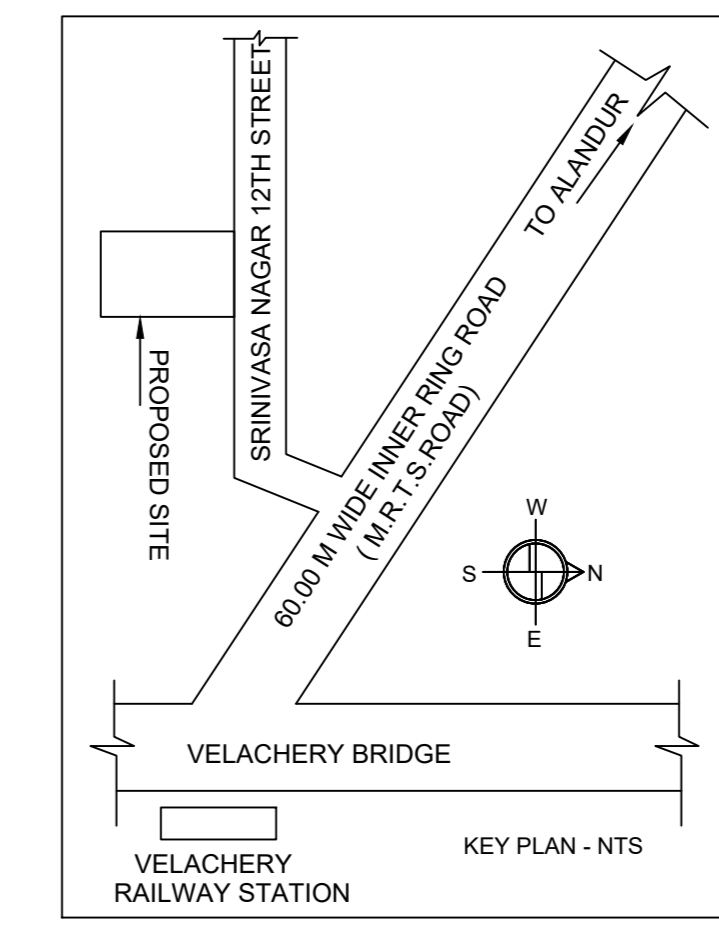 SRINIVASA NAGAR 12TH STREET
TO ALANDUR
PROPOSED SITE
60.00 M WIDE INNER RING ROAD
( M.R.T.S.ROAD)
W
S
N
E
VELACHERY BRIDGE
VELACHERY
RAILWAY STATION
KEY PLAN - NTS